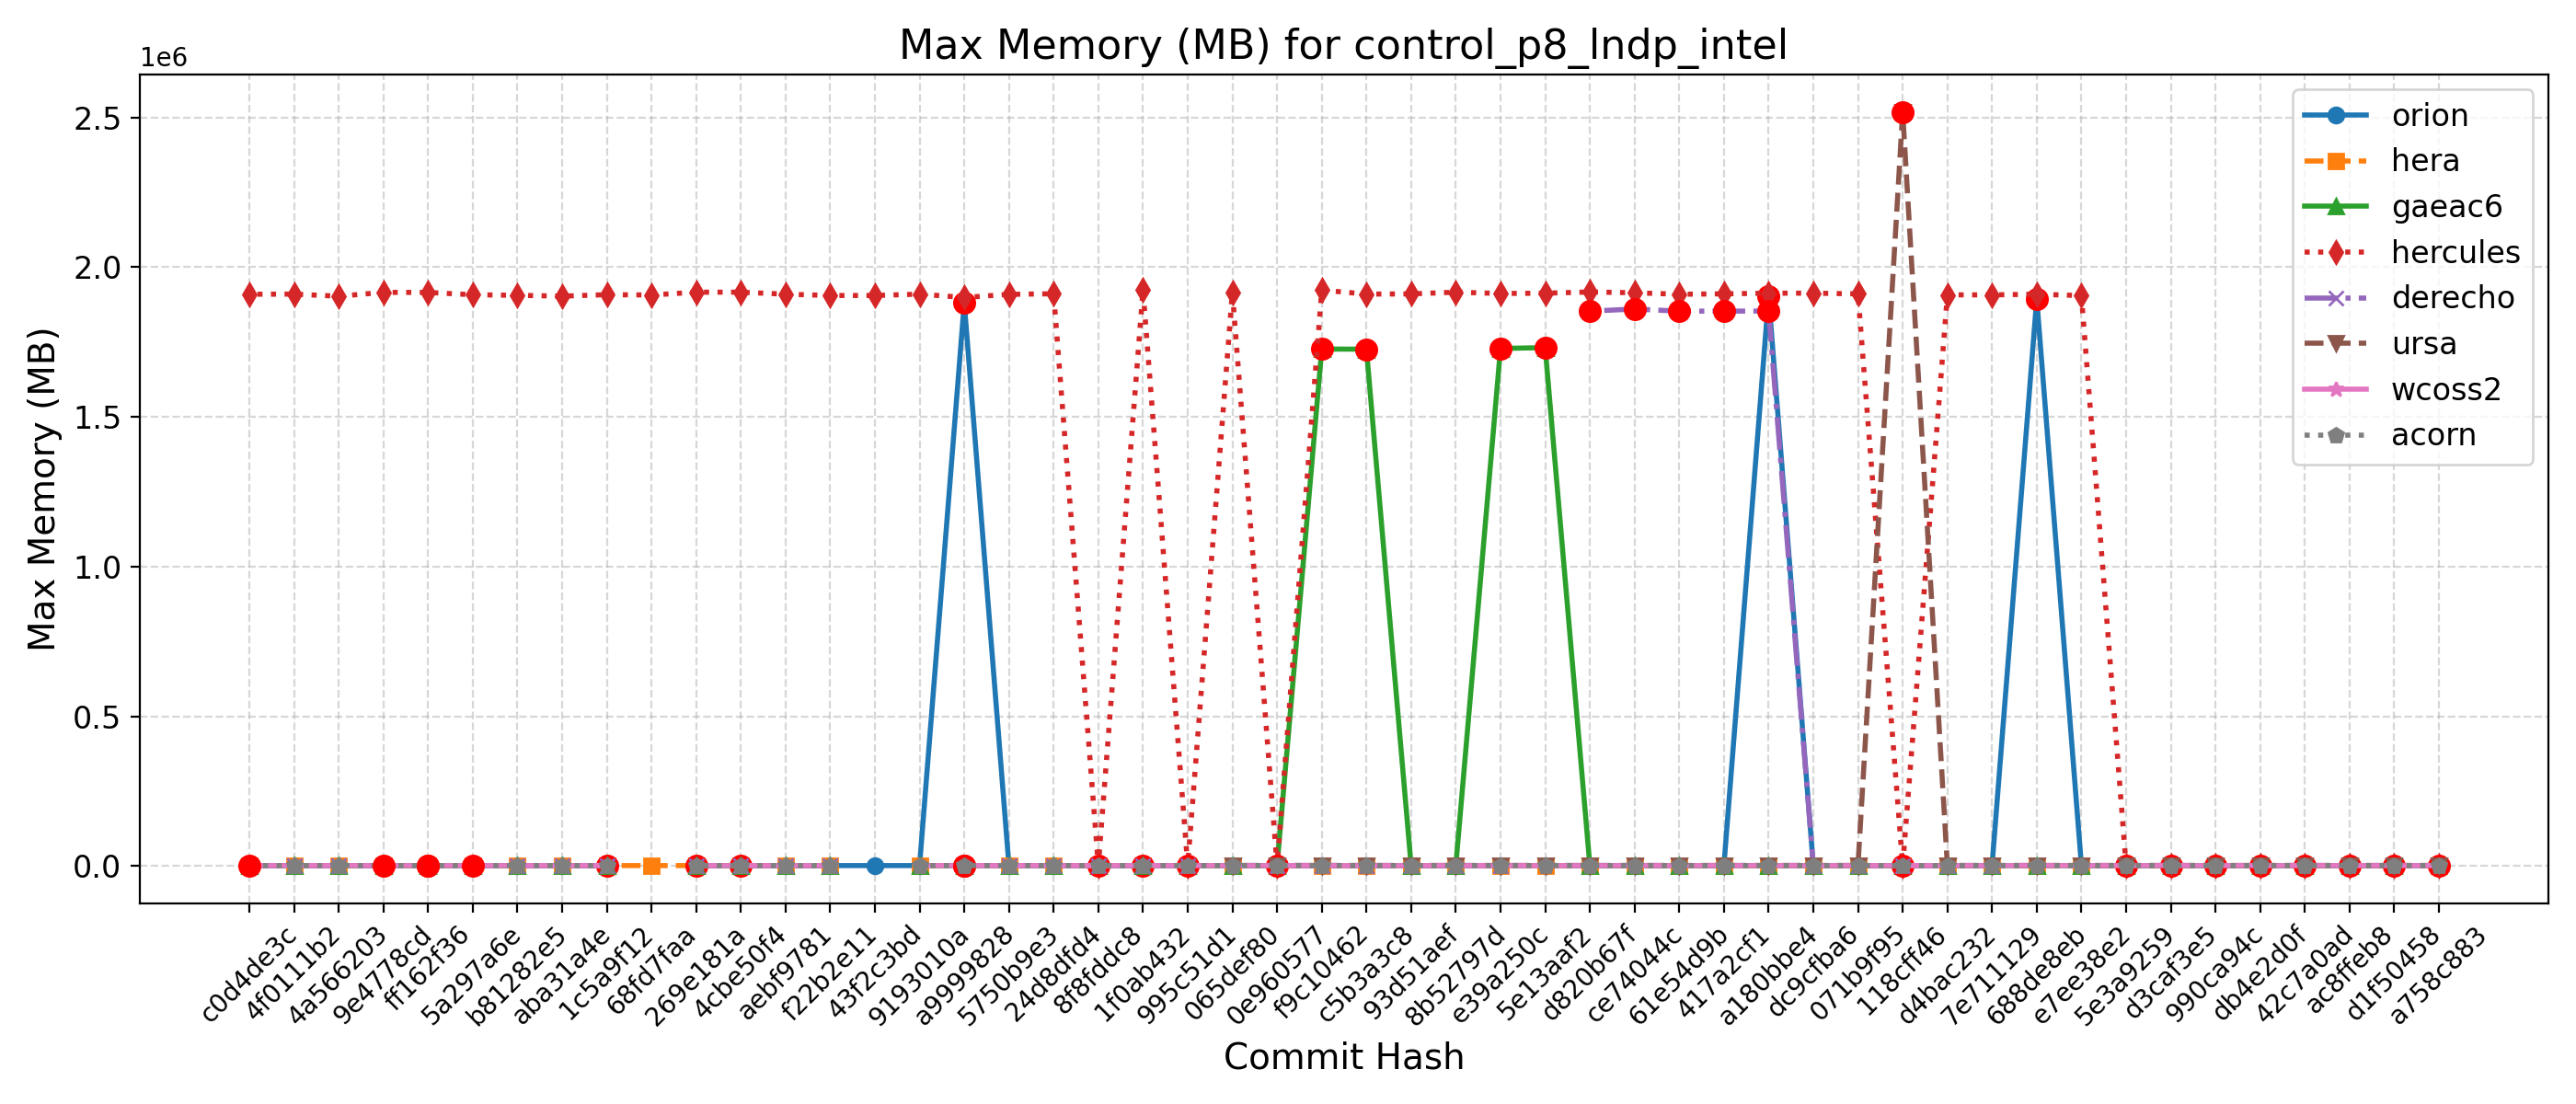 Max Memory (MB) for control_p8_lndp_intel
1e6
2.5
2.0
1.5
1.0
0.5
0.0
Max Memory (MB)
orion
hera
gaeac6
hercules
derecho
ursa
wcoss2
acorn
c0d4de3c
4f0111b2
4a566203
9e4778cd
ff162f36
5a297a6e
b81282e5
aba31a4e
1c5a9f12
68fd7faa
269e181a
4cbe50f4
aebf9781
f22b2e11
43f2c3bd
9193010a
a9999828
5750b9e3
24d8dfd4
8f8fddc8
1f0ab432
995c51d1
065def80
0e960577
f9c10462
c5b3a3c8
93d51aef
8b52797d
e39a250c
5e13aaf2
d820b67f
ce74044c
61e54d9b
417a2cf1
a180bbe4
dc9cfba6
071b9f95
118cff46
d4bac232
7e711129
688de8eb
e7ee38e2
5e3a9259
d3caf3e5
990ca94c
db4e2d0f
42c7a0ad
ac8ffeb8
d1f50458
a758c883
Commit Hash